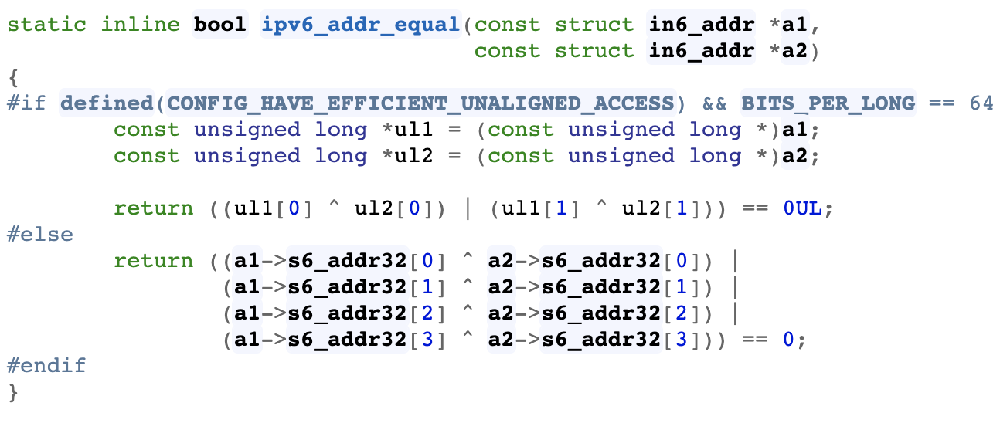 static inline bool ipv6_addr_equal(const struct in6_addr *a1,
                                   const struct in6_addr *a2)
{
#if defined(CONFIG_HAVE_EFFICIENT_UNALIGNED_ACCESS) && BITS_PER_LONG == 64
        const unsigned long *ul1 = (const unsigned long *)a1;
        const unsigned long *ul2 = (const unsigned long *)a2;

        return ((ul1[0] ^ ul2[0]) | (ul1[1] ^ ul2[1])) == 0UL;
#else
        return ((a1->s6_addr32[0] ^ a2->s6_addr32[0]) |
                (a1->s6_addr32[1] ^ a2->s6_addr32[1]) |
                (a1->s6_addr32[2] ^ a2->s6_addr32[2]) |
                (a1->s6_addr32[3] ^ a2->s6_addr32[3])) == 0;
#endif
}